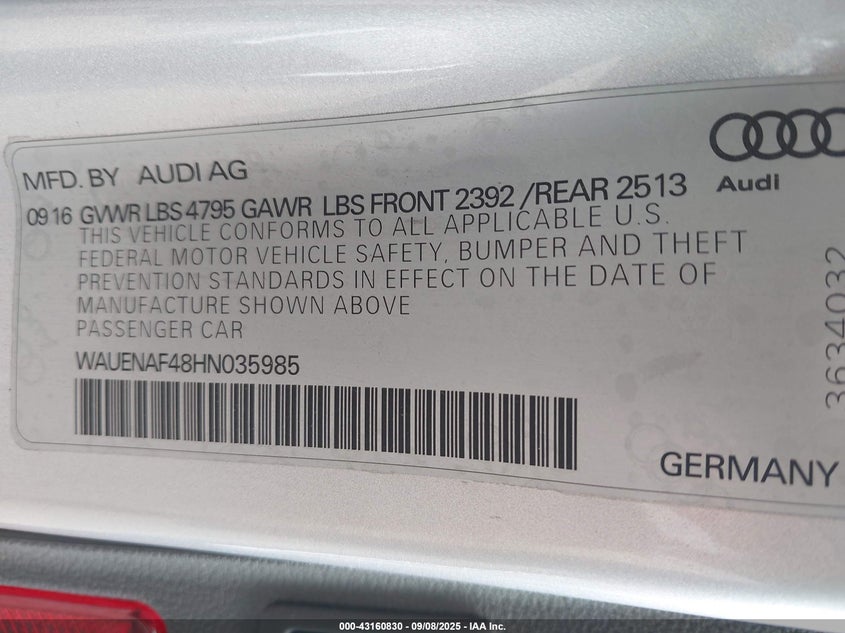 MFD. BY AUDI AG
Audi
09 16 GVWR LBS 4795 GAWR LBS FRONT 2392 /REAR 2513
THIS VEHICLE CONFORMS TO ALL APPLICABLE U.S.
FEDERAL MOTOR VEHICLE SAFETY, BUMPER AND THEFT
PREVENTION STANDARDS IN EFFECT ON THE DATE OF
MANUFACTURE SHOWN ABOVE
PASSENGER CAR
WAUENAF48HN035985
3634032
GERMANY
000-43160830 - 09/08/2025 - IAA Inc.